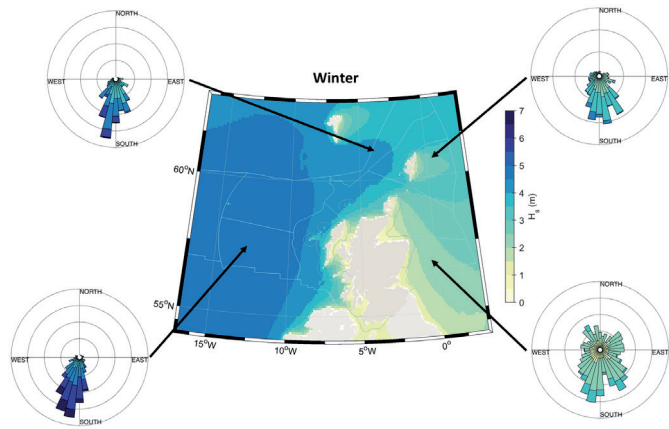 NORTH
WEST
EAST
SOUTH
NORTH
WEST
EAST
SOUTH
Winter
7
6
5
4
3
2
1
0
H_s (m)
60°N
55°N
15°W
10°W
5°W
0°
NORTH
WEST
EAST
SOUTH
NORTH
WEST
EAST
SOUTH